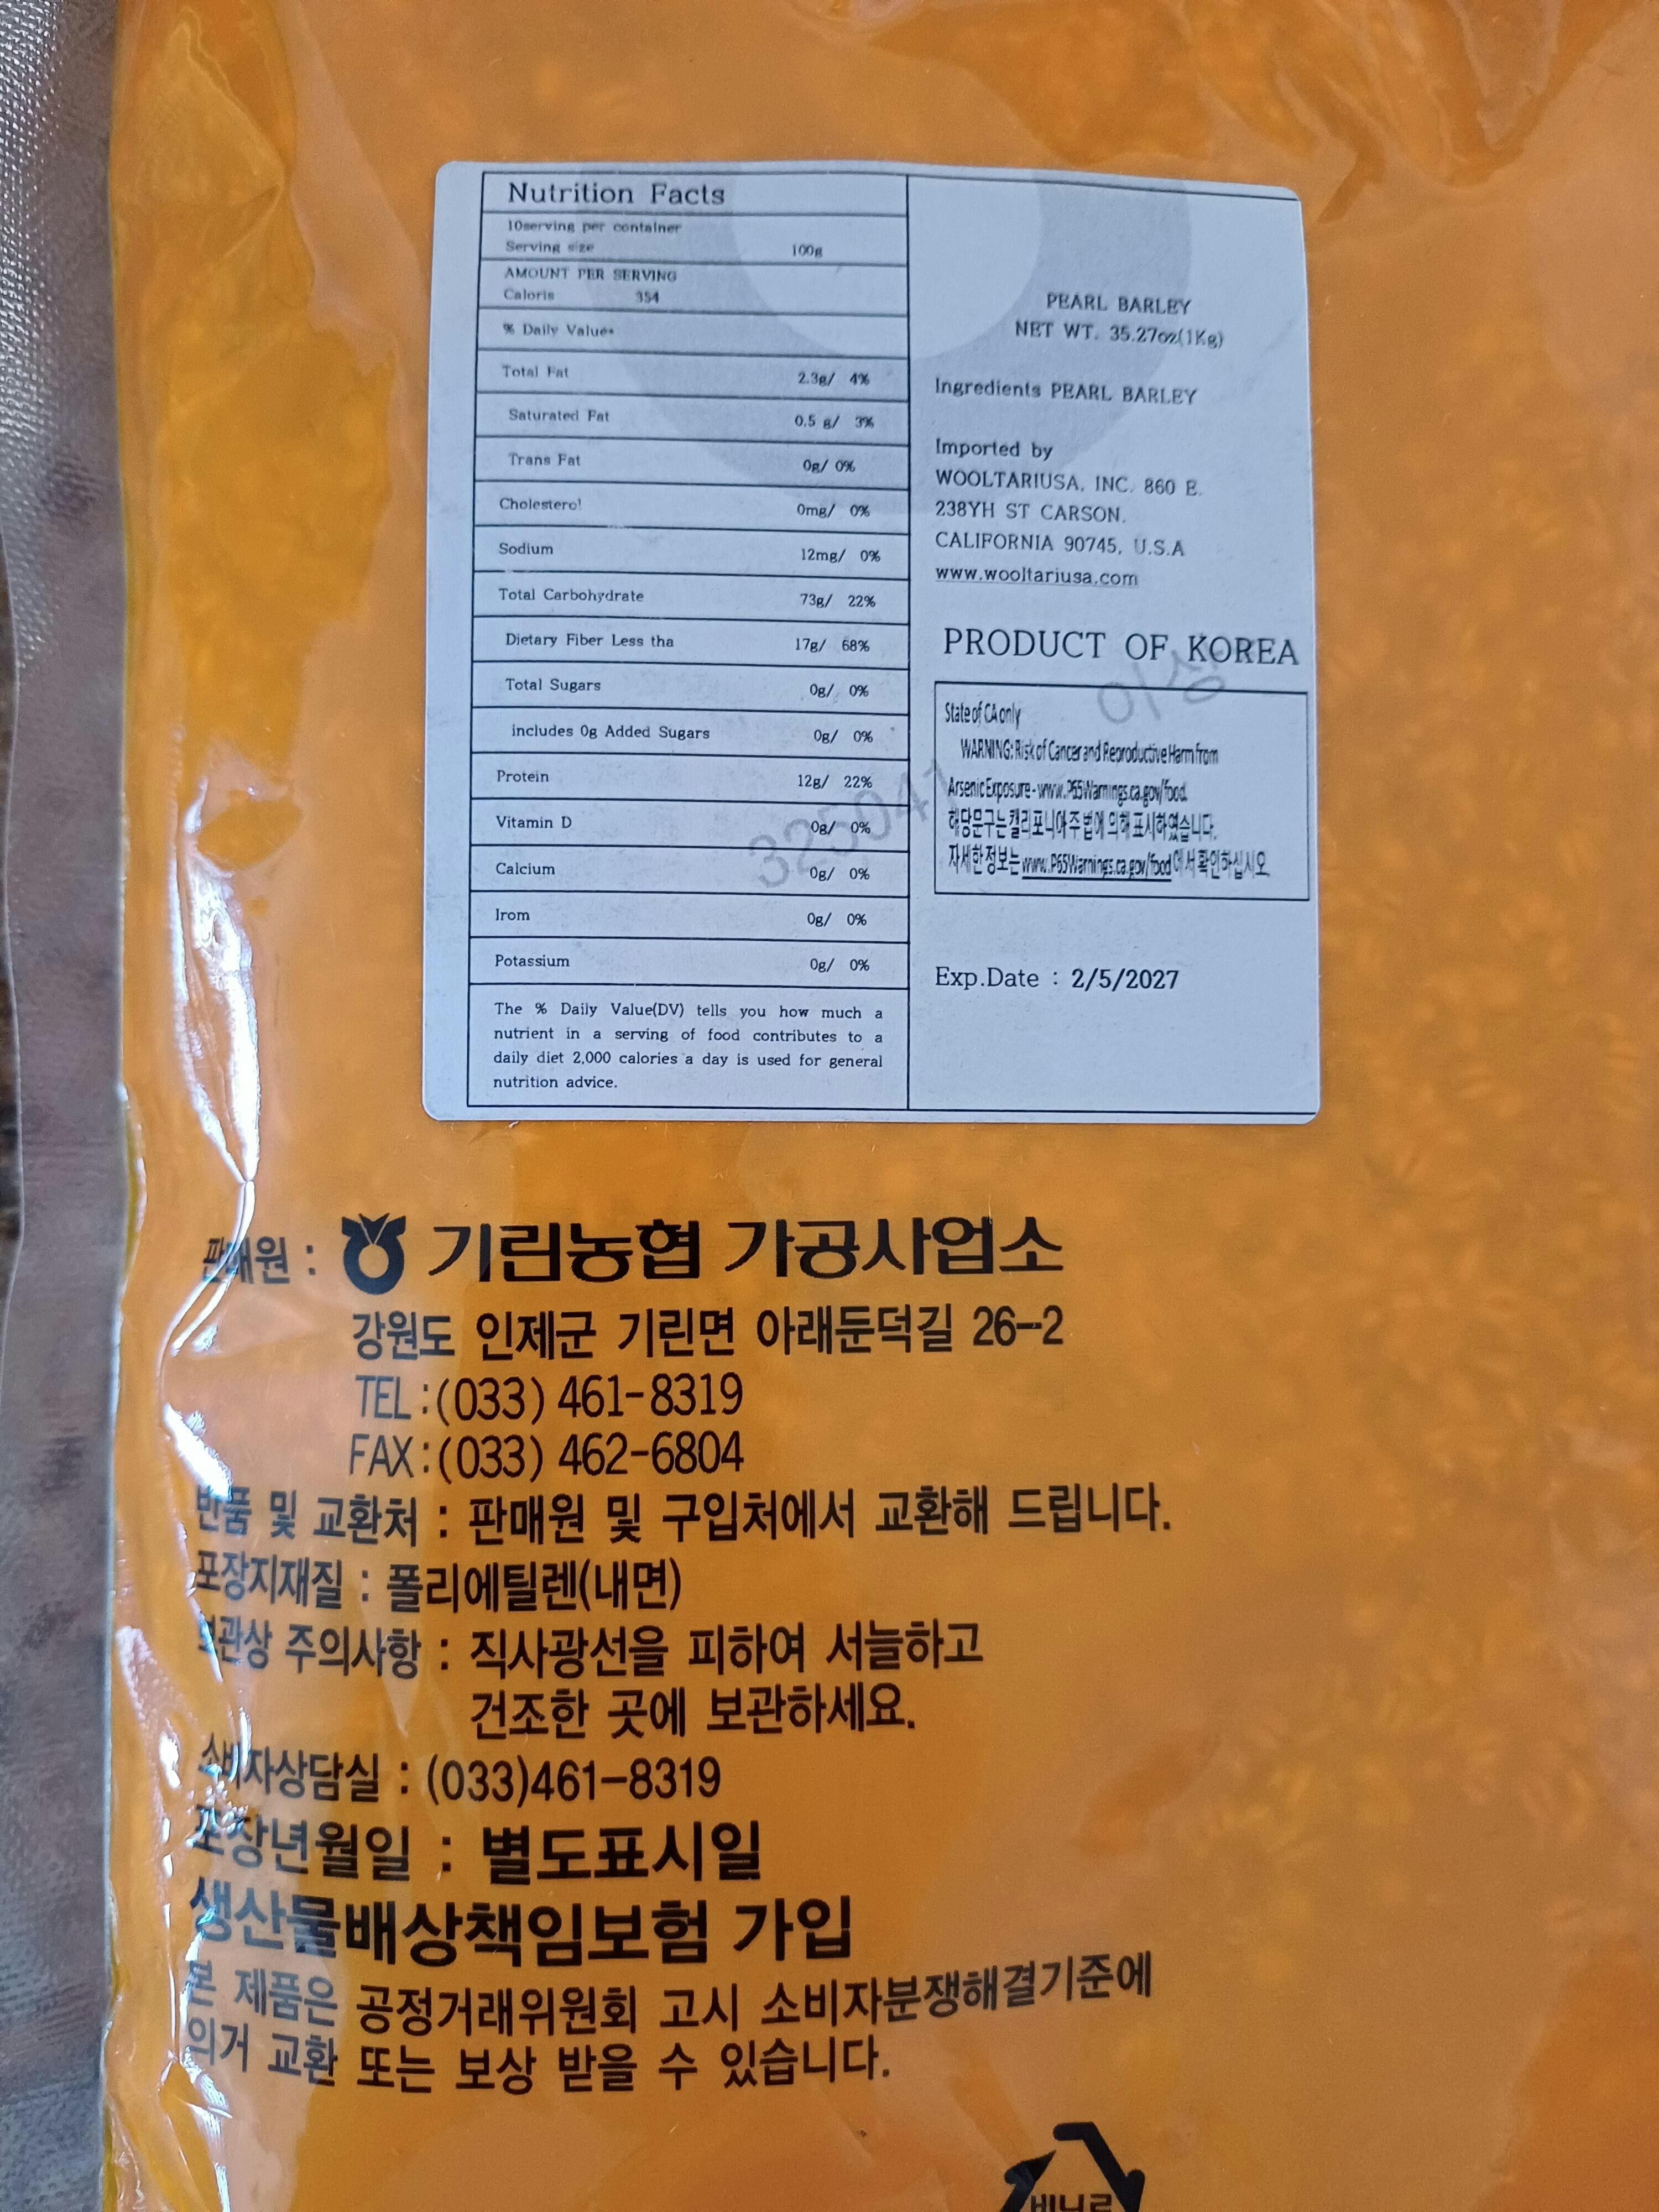 Nutrition Facts
10serving per container
Serving size 100g
AMOUNT PER SERVING
Caloris 354
% Daily Value*
Total Fat 2.3g/ 4%
Saturated Fat 0.5 g/ 3%
Trans Fat 0g/ 0%
Cholesterol 0mg/ 0%
Sodium 12mg/ 0%
Total Carbohydrate 73g/ 22%
Dietary Fiber Less tha 17g/ 68%
Total Sugars 0g/ 0%
includes 0g Added Sugars 0g/ 0%
Protein 12g/ 22%
Vitamin D 0g/ 0%
Calcium 0g/ 0%
Irom 0g/ 0%
Potassium 0g/ 0%
The % Daily Value(DV) tells you how much a
nutrient in a serving of food contributes to a
daily diet 2,000 calories a day is used for general
nutrition advice.
PEARL BARLEY
NET WT. 35.27oz(1Kg)
Ingredients PEARL BARLEY
Imported by
WOOLTARIUSA, INC. 860 E.
238YH ST CARSON.
CALIFORNIA 90745, U.S.A
www.wooltariusa.com
PRODUCT OF KOREA
State of CA only
WARNING: Risk of Cancer and Reproductive Harm from
Arsenic Exposure - www.P65Warnings.ca.gov/food.
해당문구는 캘리포니아 주 법에 의해 표시하였습니다.
자세한 정보는 www.P65Warnings.ca.gov/food에서 확인하십시오
Exp.Date : 2/5/2027
325041
판매원 : 기린농협 가공사업소
강원도 인제군 기린면 아래둔덕길 26-2
TEL : (033) 461-8319
FAX : (033) 462-6804
반품 및 교환처 : 판매원 및 구입처에서 교환해 드립니다.
포장지재질 : 폴리에틸렌(내면)
보관상 주의사항 : 직사광선을 피하여 서늘하고
건조한 곳에 보관하세요.
소비자상담실 : (033)461-8319
포장년월일 : 별도표시일
생산물배상책임보험 가입
본 제품은 공정거래위원회 고시 소비자분쟁해결기준에
의거 교환 또는 보상 받을 수 있습니다.
비닐류